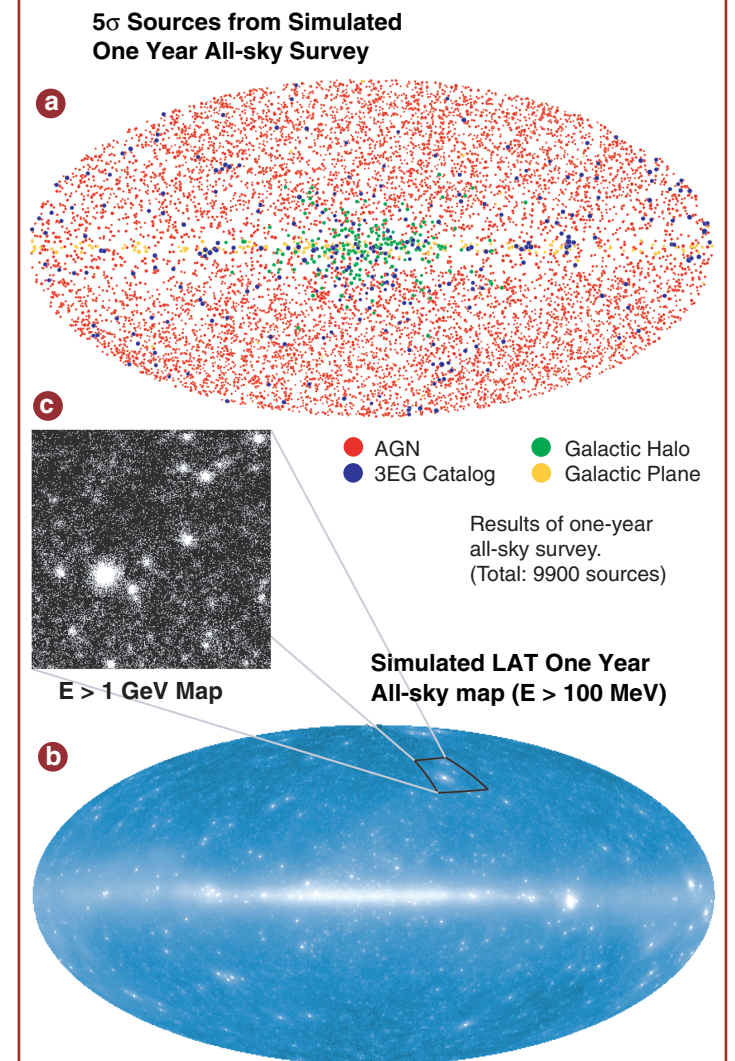 5σ Sources from Simulated
One Year All-sky Survey
a
c
AGN
3EG Catalog
Galactic Halo
Galactic Plane
Results of one-year
all-sky survey.
(Total: 9900 sources)
E > 1 GeV Map
Simulated LAT One Year
All-sky map (E > 100 MeV)
b